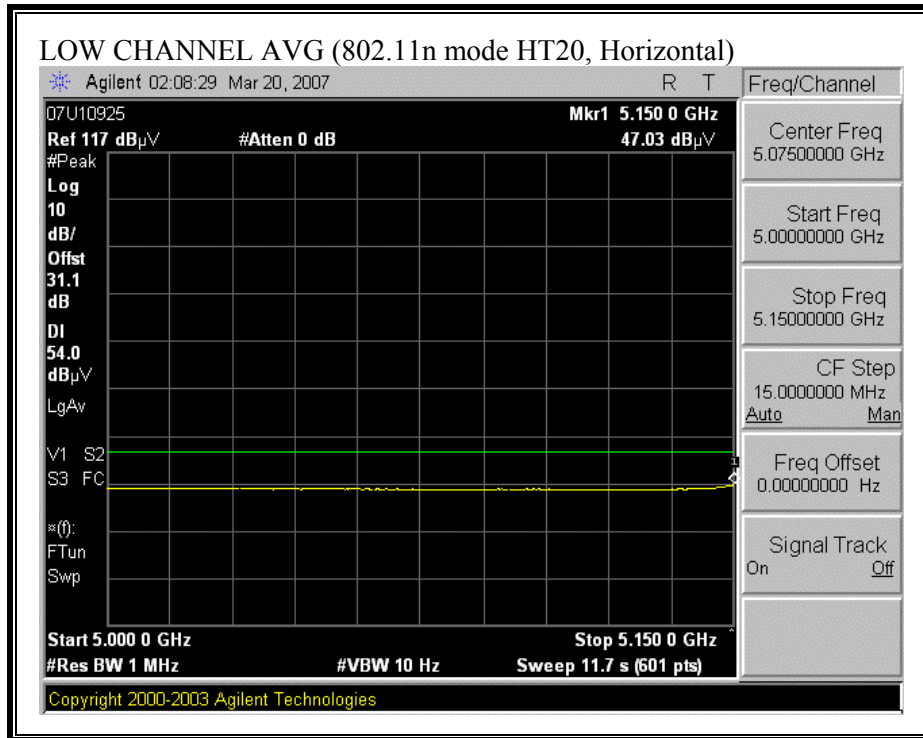 LOW CHANNEL AVG (802.11n mode HT20, Horizontal)
Agilent 02:08:29 Mar 20, 2007 R T
07U10925 Mkr1 5.150 0 GHz
Ref 117 dBµV #Atten 0 dB 47.03 dBµV
#Peak
Log
10
dB/
Offst
31.1
dB
DI
54.0
dBµV
LgAv
V1 S2
S3 FC
¤(f):
FTun
Swp
1
Start 5.000 0 GHz Stop 5.150 0 GHz ^
#Res BW 1 MHz #VBW 10 Hz Sweep 11.7 s (601 pts)
Copyright 2000-2003 Agilent Technologies
Freq/Channel
Center Freq
5.07500000 GHz
Start Freq
5.00000000 GHz
Stop Freq
5.15000000 GHz
CF Step
15.0000000 MHz
Auto Man
Freq Offset
0.00000000 Hz
Signal Track
On Off